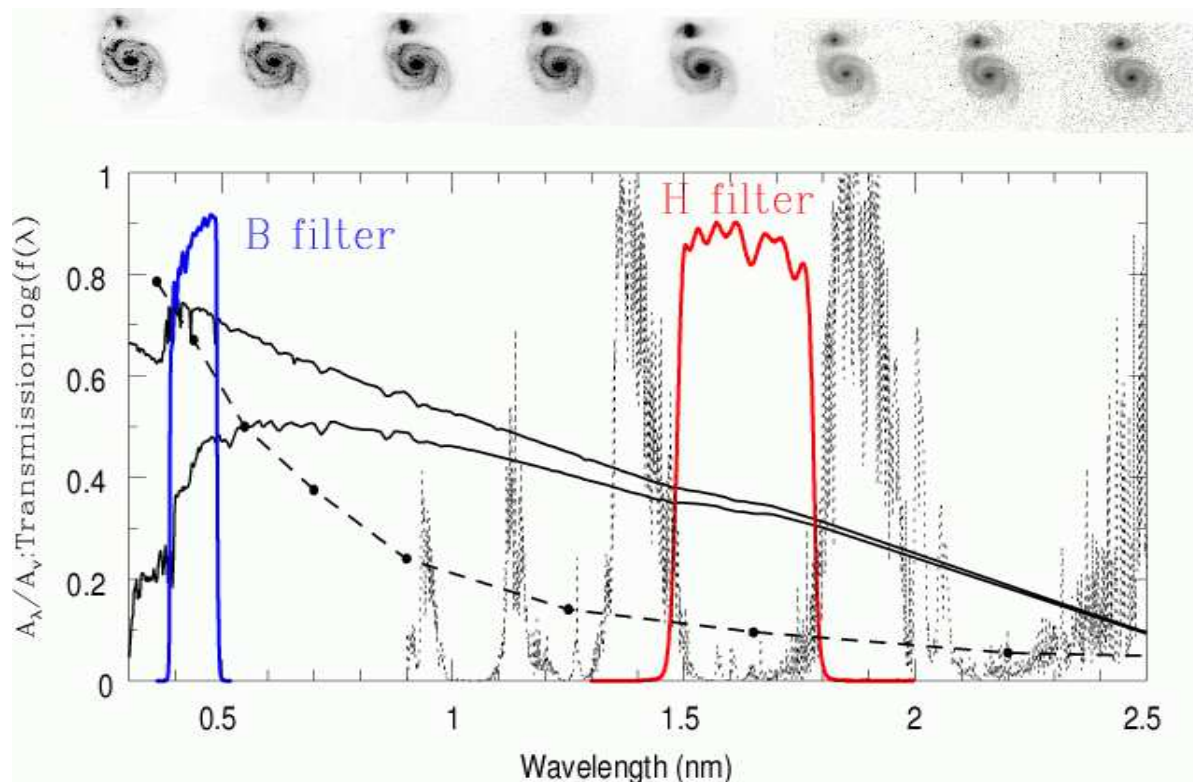 A_λ/A_v:Transmission:log(f(λ)
1
0.8
0.6
0.4
0.2
0
B filter
H filter
0.5
1
1.5
2
2.5
Wavelength (nm)